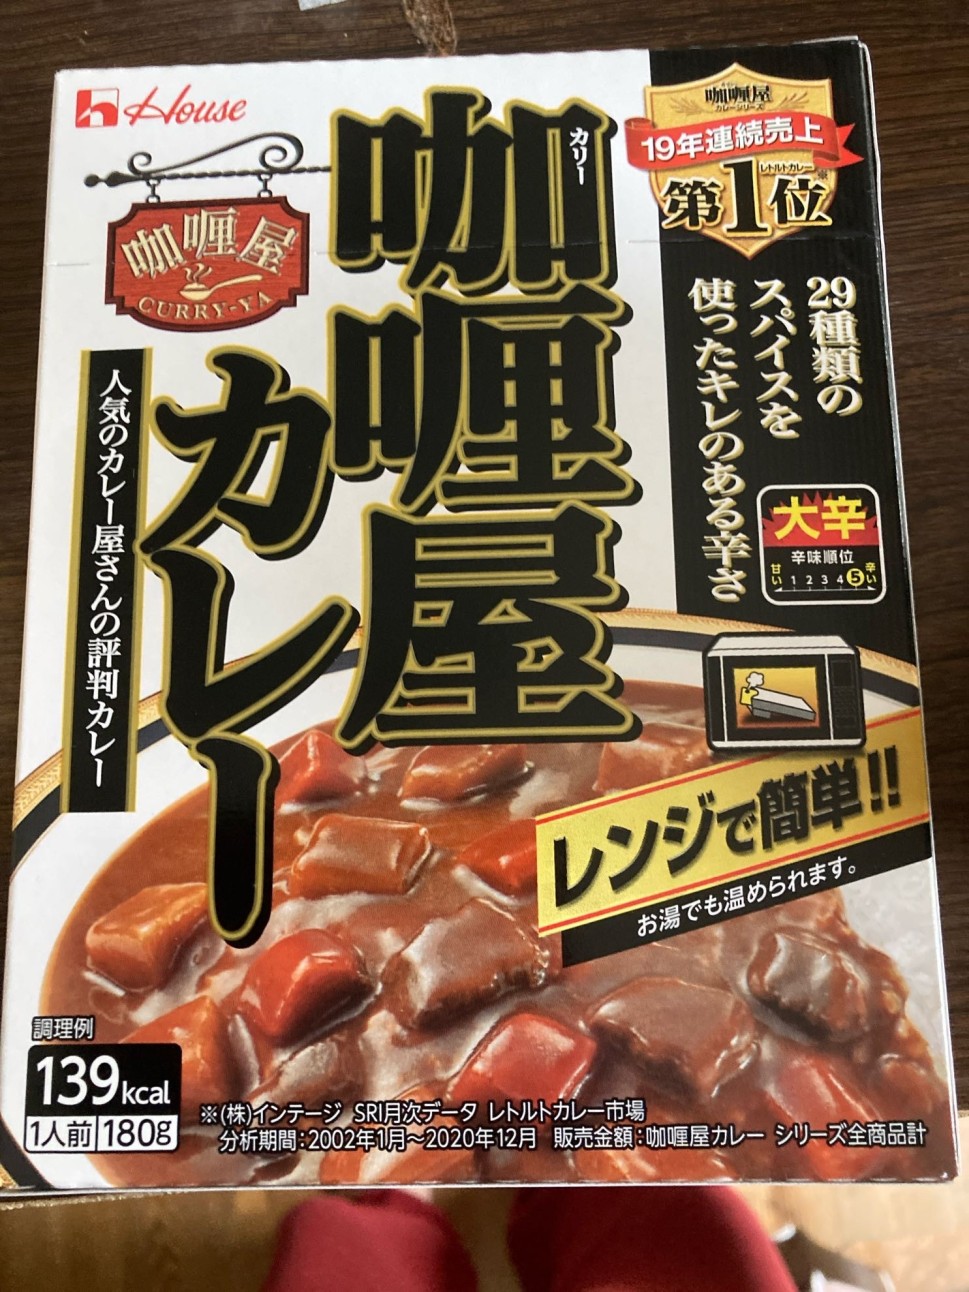 House
咖喱屋
CURRY-YA
カリー
咖喱屋
カレー
人気のカレー屋さんの評判カレー
咖喱屋
カレーシリーズ
19年連続売上
レトルトカレー
第1位※
29種類の
スパイスを
使ったキレのある辛さ
大辛
辛味順位
甘い 1 2 3 4 5 辛い
レンジで簡単!!
お湯でも温められます。
調理例
139kcal
1人前 180g
※(株)インテージ SRI月次データ レトルトカレー市場
分析期間:2002年1月～2020年12月 販売金額:咖喱屋カレー シリーズ全商品計